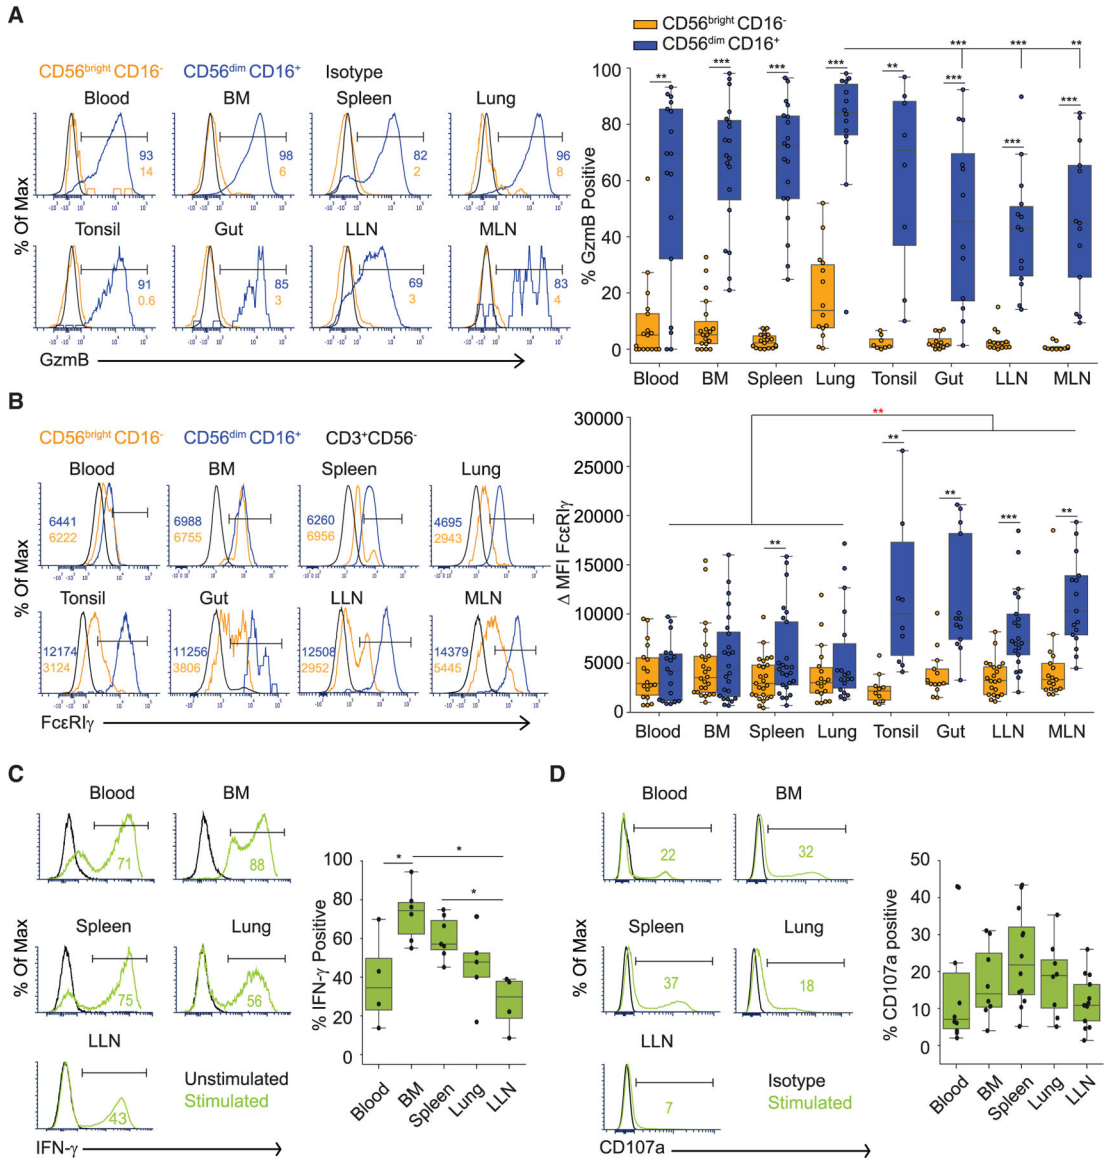 A
CD56bright CD16-
CD56dim CD16+
Isotype
Blood
BM
Spleen
Lung
93
14
98
6
82
2
96
8
Tonsil
Gut
LLN
MLN
91
0.6
85
3
69
3
83
4
% Of Max
GzmB
CD56bright CD16-
CD56dim CD16+
*** *** **
** *** *** *** ** *** *** ***
% GzmB Positive
100
80
60
40
20
0
Blood BM Spleen Lung Tonsil Gut LLN MLN
B
CD56bright CD16-
CD56dim CD16+
CD3+CD56-
Blood
BM
Spleen
Lung
6441
6222
6988
6755
6260
6956
4695
2943
Tonsil
Gut
LLN
MLN
12174
3124
11256
3806
12508
2952
14379
5445
% Of Max
FcεRIγ
**
** ** ** *** **
Δ MFI FcεRIγ
30000
25000
20000
15000
10000
5000
0
Blood BM Spleen Lung Tonsil Gut LLN MLN
C
Blood
BM
71
88
Spleen
Lung
75
56
LLN
43
% Of Max
Unstimulated
Stimulated
IFN-γ
* * *
% IFN-γ Positive
100
80
60
40
20
0
Blood BM Spleen Lung LLN
D
Blood
BM
22
32
Spleen
Lung
37
18
LLN
7
% Of Max
Isotype
Stimulated
CD107a
% CD107a positive
50
40
30
20
10
0
Blood BM Spleen Lung LLN